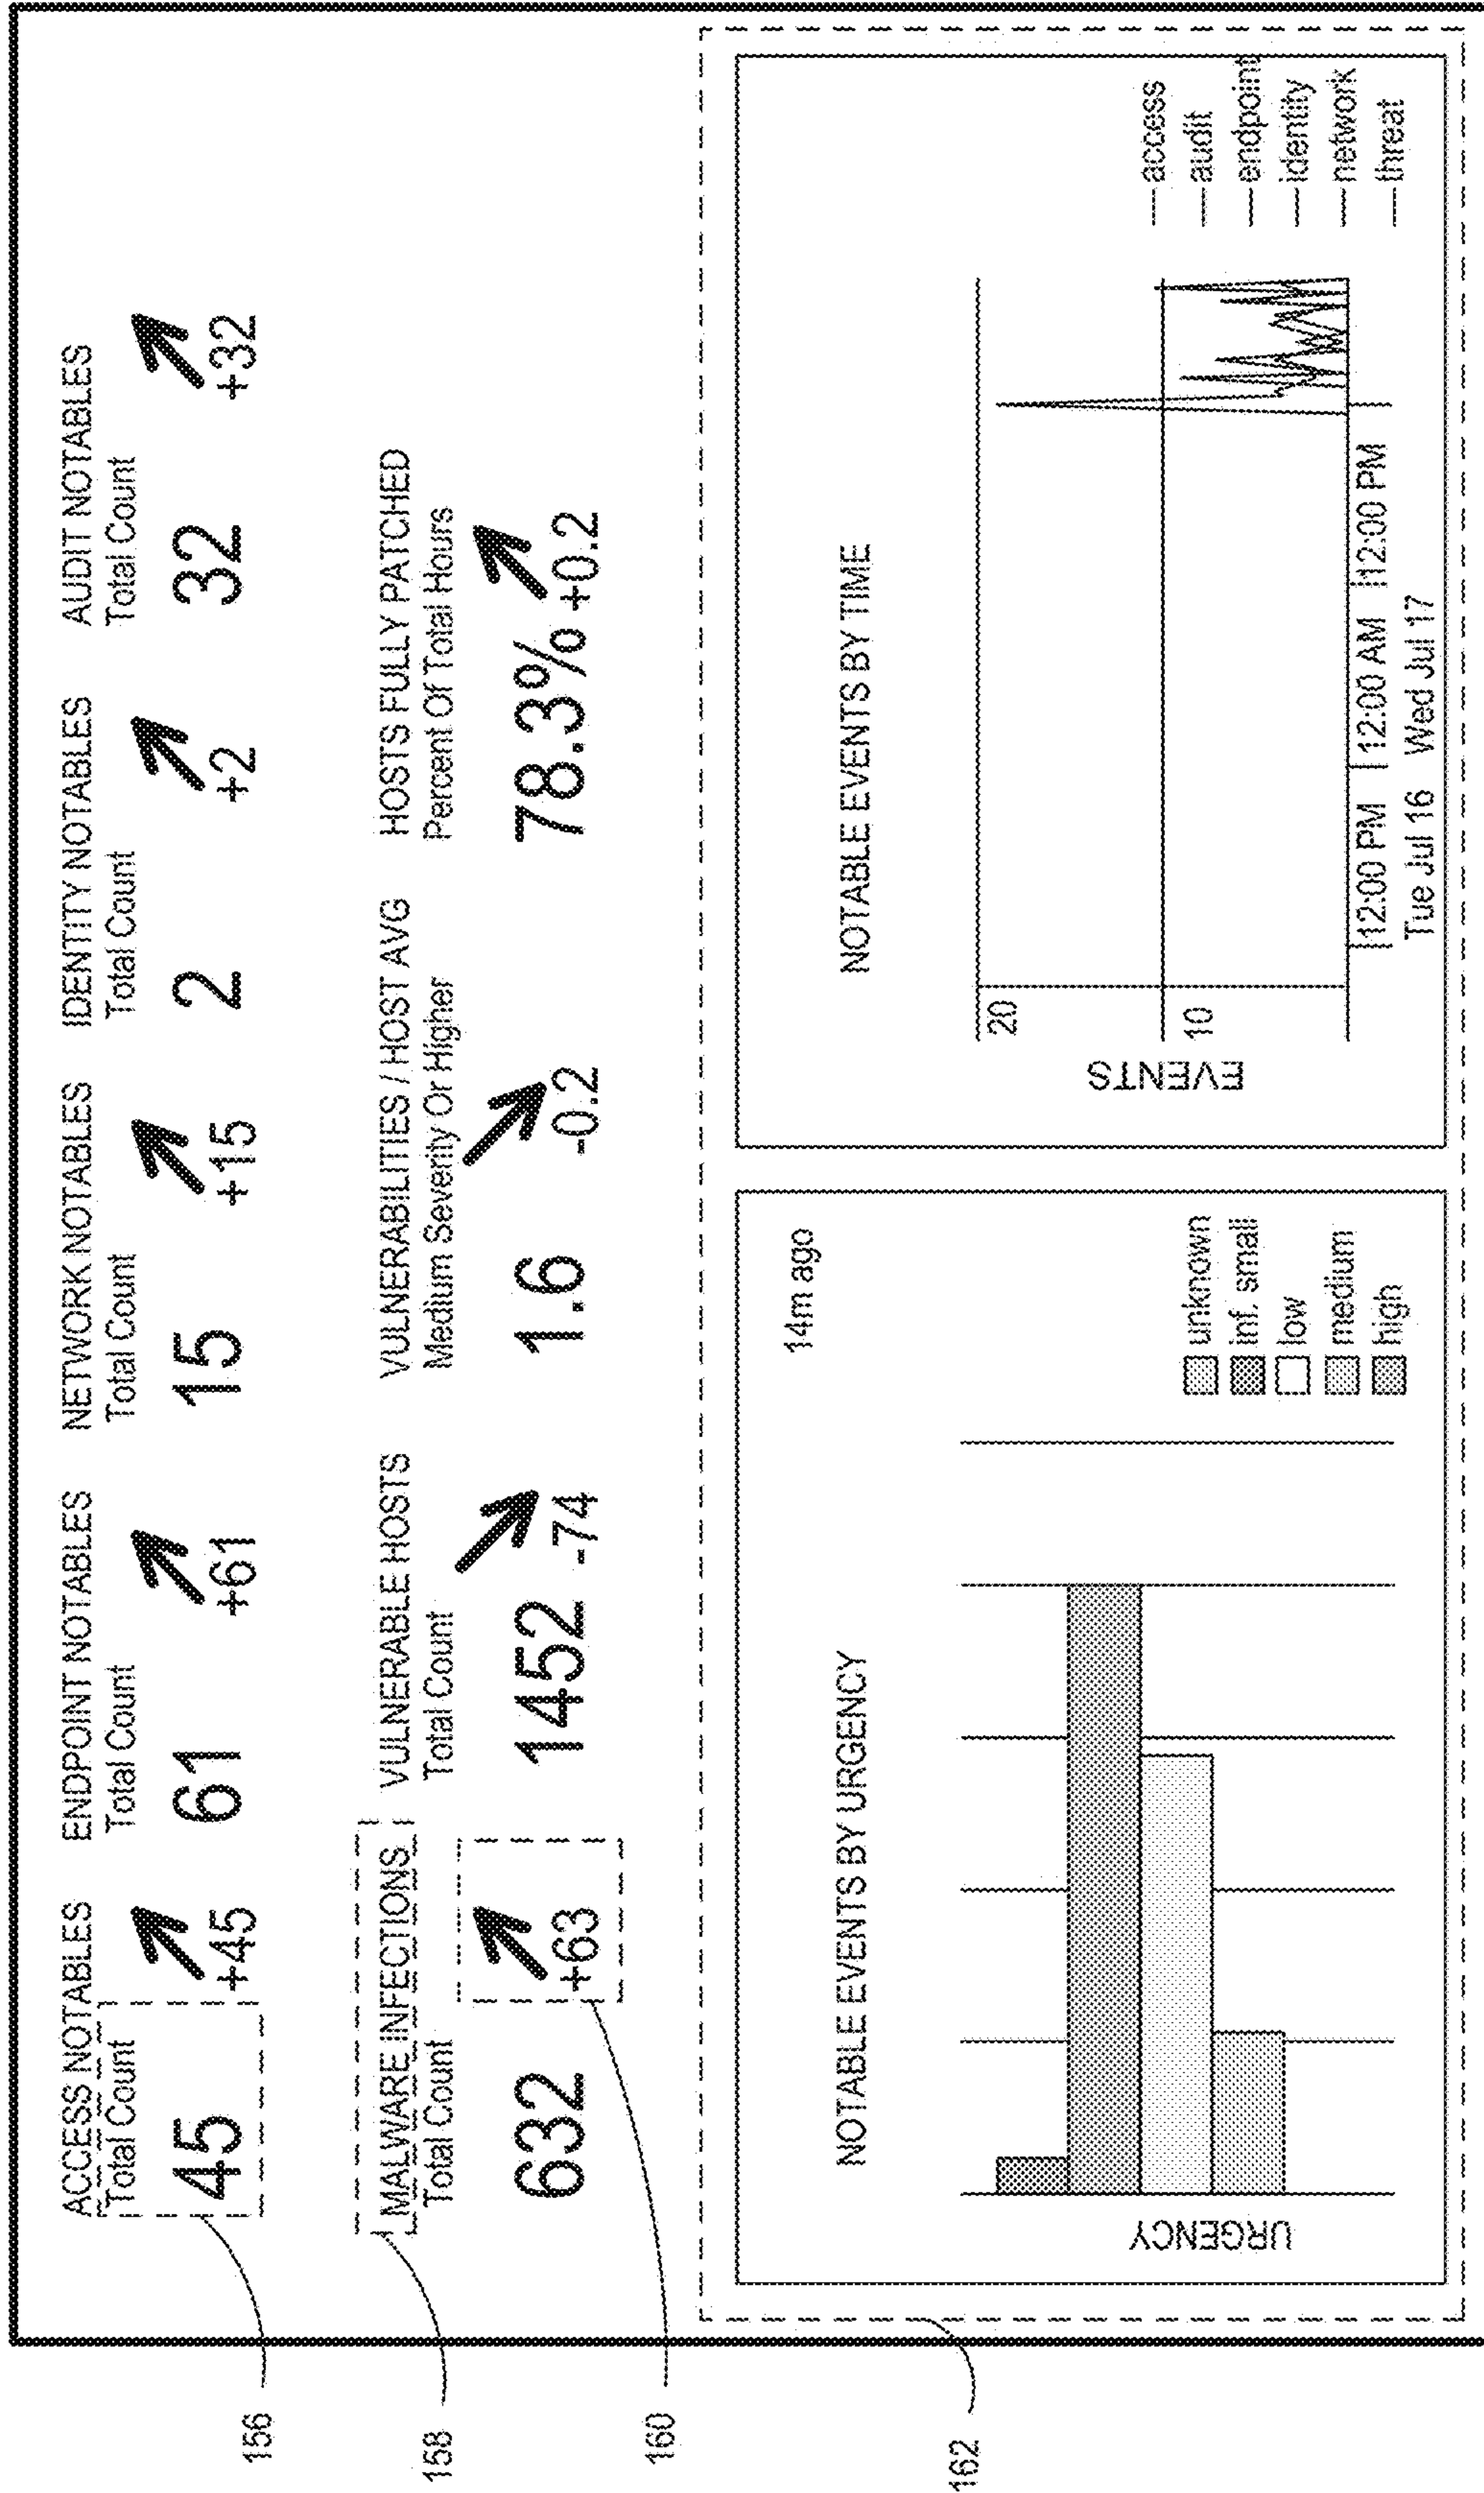 ACCESS NOTABLES
Total Count
45
+45
ENDPOINT NOTABLES
Total Count
61
+61
NETWORK NOTABLES
Total Count
15
+15
IDENTITY NOTABLES
Total Count
2
+2
AUDIT NOTABLES
Total Count
32
+32
MALWARE INFECTIONS
Total Count
632
+63
VULNERABLE HOSTS
Total Count
1452
-74
VULNERABILITIES / HOST AVG
Medium Severity Or Higher
1.6
-0.2
HOSTS FULLY PATCHED
Percent Of Total Hours
78.3%
+0.2
156
158
160
162
NOTABLE EVENTS BY URGENCY
14m ago
URGENCY
unknown
inf. small
low
medium
high
NOTABLE EVENTS BY TIME
EVENTS
20
10
12:00 PM
12:00 AM
12:00 PM
Tue Jul 16
Wed Jul 17
access
audit
endpoint
identity
network
threat